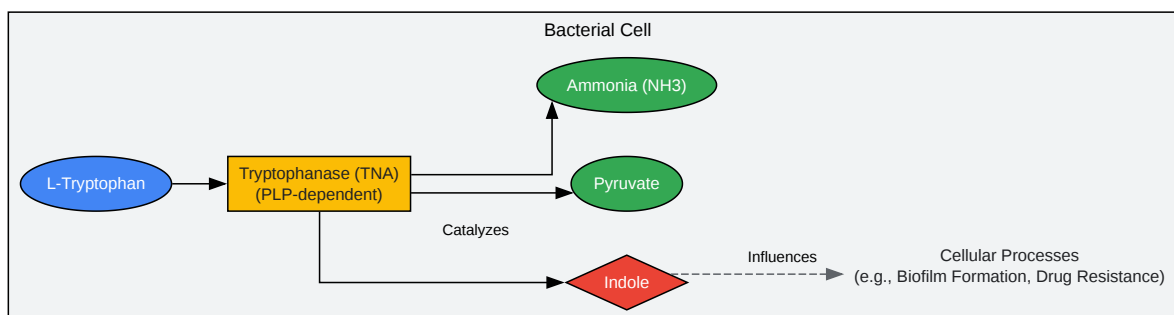 Bacterial Cell
Ammonia (NH3)
L-Tryptophan
Tryptophanase (TNA)
(PLP-dependent)
Pyruvate
Catalyzes
Indole
Influences
Cellular Processes
(e.g., Biofilm Formation, Drug Resistance)